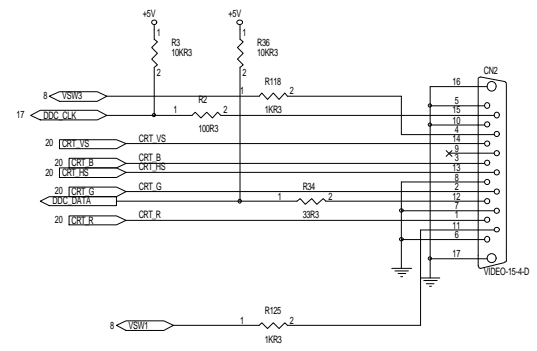 +5V
+5V
1
R3
10KR3
2
1
R36
10KR3
2
CN2
16
R118
8 VSW3
1
2
1KR3
5
17 DDC_CLK
1
R2
2
100R3
15
10
4
20 CRT_VS
CRT_VS
14
9
20 CRT_B
CRT_B
3
20 CRT_HS
CRT_HS
13
8
20 CRT_G
CRT_G
2
DDC_DATA
1
R34
2
33R3
12
7
20 CRT_R
CRT_R
1
11
6
17
VIDEO-15-4-D
8 VSW1
1
R125
2
1KR3